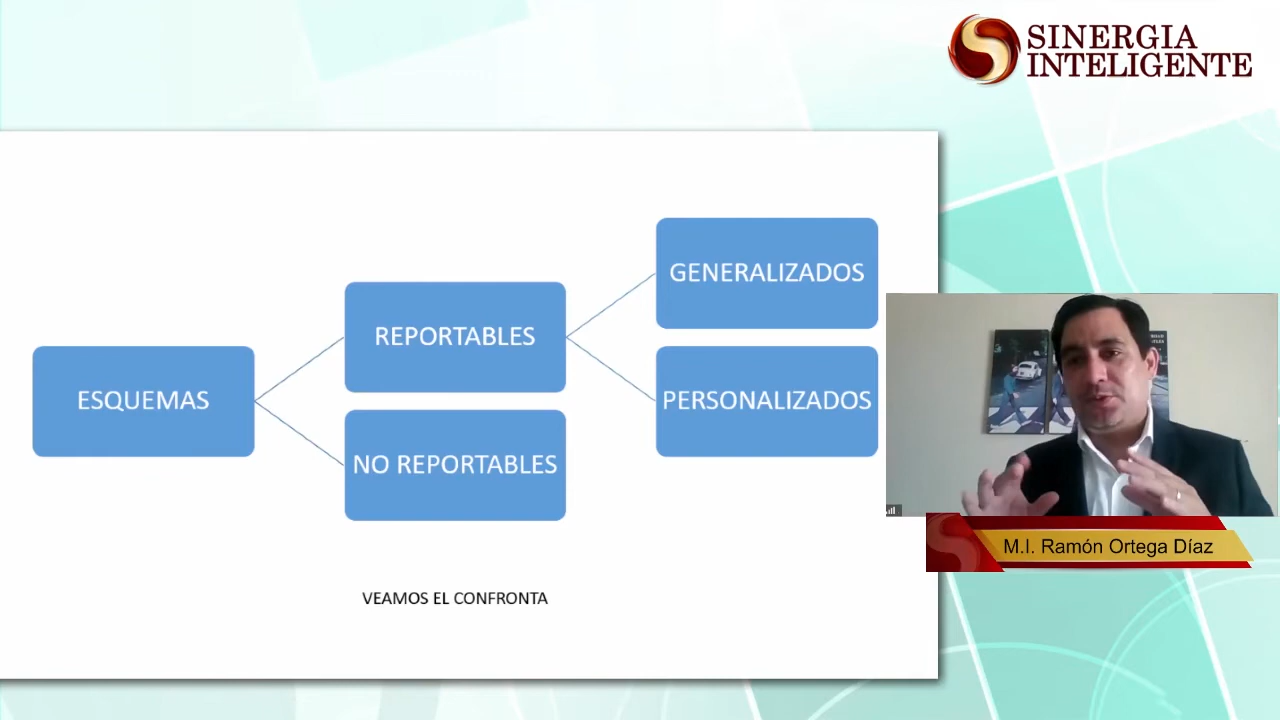 SINERGIA
INTELIGENTE
ESQUEMAS
REPORTABLES
NO REPORTABLES
GENERALIZADOS
PERSONALIZADOS
VEAMOS EL CONFRONTA
M.I. Ramón Ortega Díaz